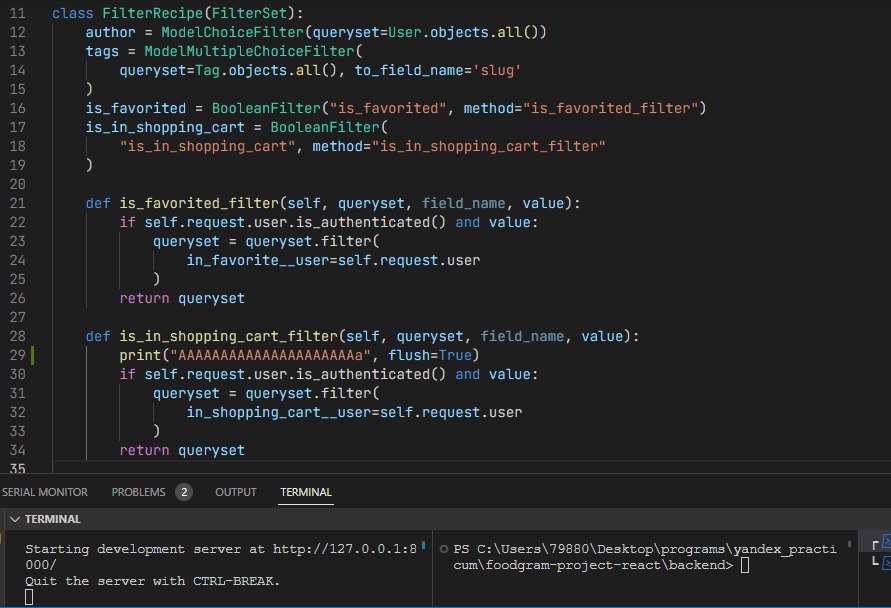 11 class FilterRecipe(FilterSet):
12     author = ModelChoiceFilter(queryset=User.objects.all())
13     tags = ModelMultipleChoiceFilter(
14         queryset=Tag.objects.all(), to_field_name='slug'
15     )
16     is_favorited = BooleanFilter("is_favorited", method="is_favorited_filter")
17     is_in_shopping_cart = BooleanFilter(
18         "is_in_shopping_cart", method="is_in_shopping_cart_filter"
19     )
20
21     def is_favorited_filter(self, queryset, field_name, value):
22         if self.request.user.is_authenticated() and value:
23             queryset = queryset.filter(
24                 in_favorite__user=self.request.user
25             )
26         return queryset
27
28     def is_in_shopping_cart_filter(self, queryset, field_name, value):
29         print("AAAAAAAAAAAAAAAAAAAAAa", flush=True)
30         if self.request.user.is_authenticated() and value:
31             queryset = queryset.filter(
32                 in_shopping_cart__user=self.request.user
33             )
34         return queryset
35
SERIAL MONITOR PROBLEMS 2 OUTPUT TERMINAL
TERMINAL
Starting development server at http://127.0.0.1:8
000/
Quit the server with CTRL-BREAK.
PS C:\Users\79880\Desktop\programs\yandex_practi
cum\foodgram-project-react\backend>